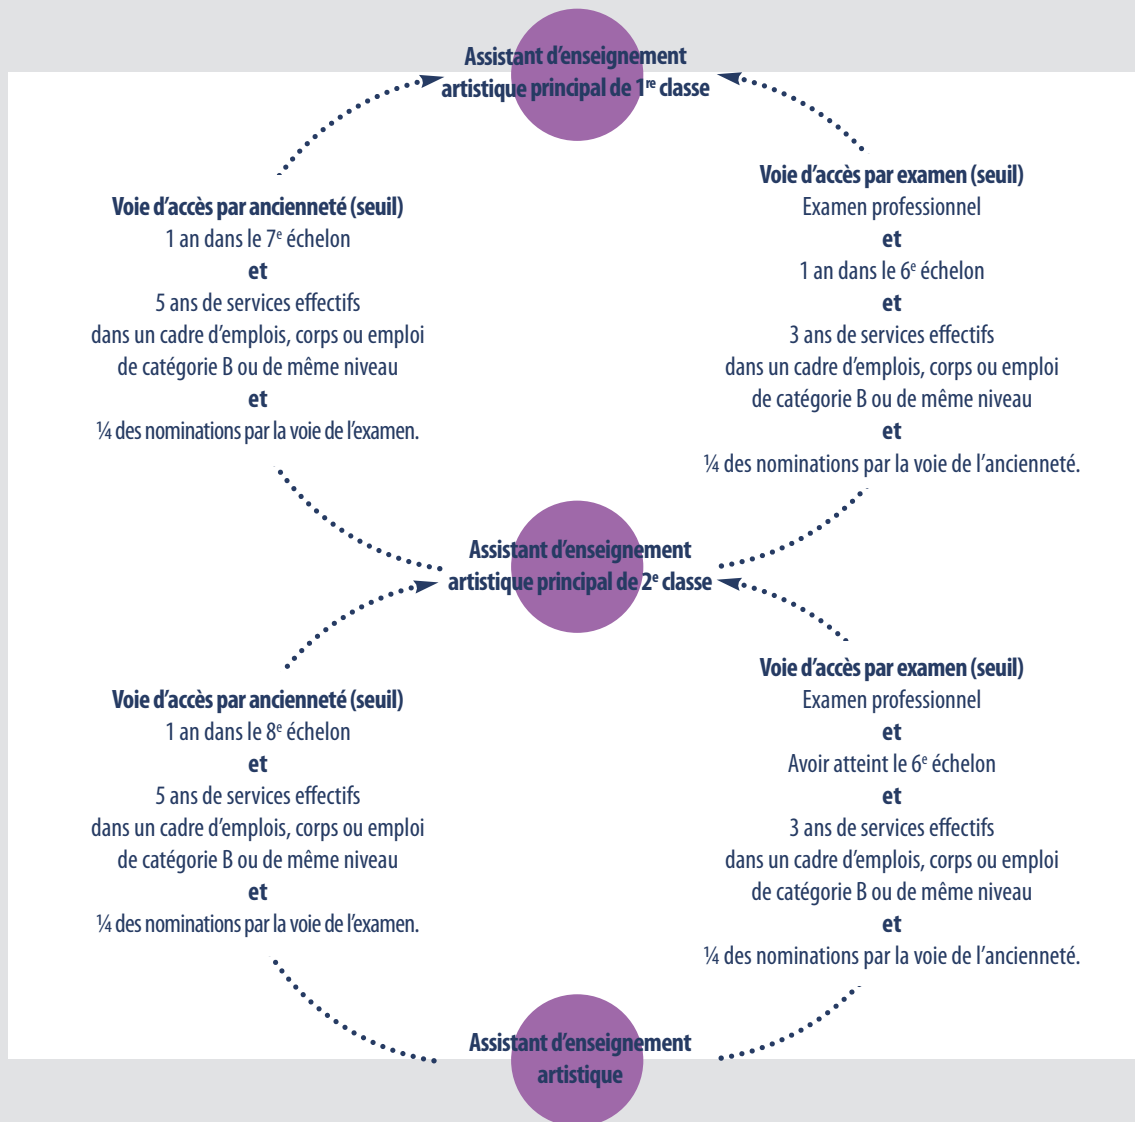 Assistant d’enseignement
artistique principal de 1re classe
Voie d’accès par ancienneté (seuil)
1 an dans le 7e échelon
et
5 ans de services effectifs
dans un cadre d’emplois, corps ou emploi
de catégorie B ou de même niveau
et
¼ des nominations par la voie de l’examen.
Voie d’accès par examen (seuil)
Examen professionnel
et
1 an dans le 6e échelon
et
3 ans de services effectifs
dans un cadre d’emplois, corps ou emploi
de catégorie B ou de même niveau
et
¼ des nominations par la voie de l’ancienneté.
Assistant d’enseignement
artistique principal de 2e classe
Voie d’accès par ancienneté (seuil)
1 an dans le 8e échelon
et
5 ans de services effectifs
dans un cadre d’emplois, corps ou emploi
de catégorie B ou de même niveau
et
¼ des nominations par la voie de l’examen.
Voie d’accès par examen (seuil)
Examen professionnel
et
Avoir atteint le 6e échelon
et
3 ans de services effectifs
dans un cadre d’emplois, corps ou emploi
de catégorie B ou de même niveau
et
¼ des nominations par la voie de l’ancienneté.
Assistant d’enseignement
artistique